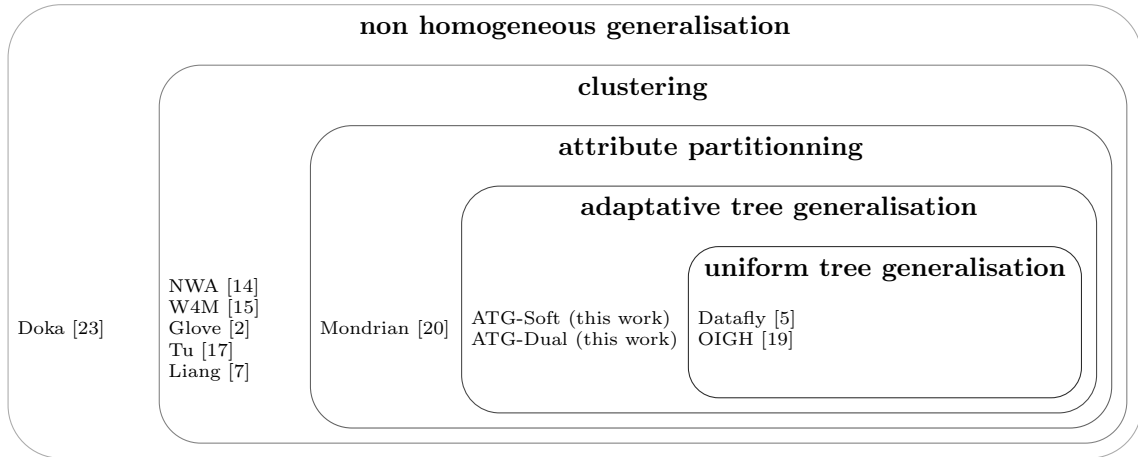 non homogeneous generalisation
clustering
attribute partitionning
adaptative tree generalisation
uniform tree generalisation
Doka [23]
NWA [14]
W4M [15]
Glove [2]
Tu [17]
Liang [7]
Mondrian [20]
ATG-Soft (this work)
ATG-Dual (this work)
Datafly [5]
OIGH [19]